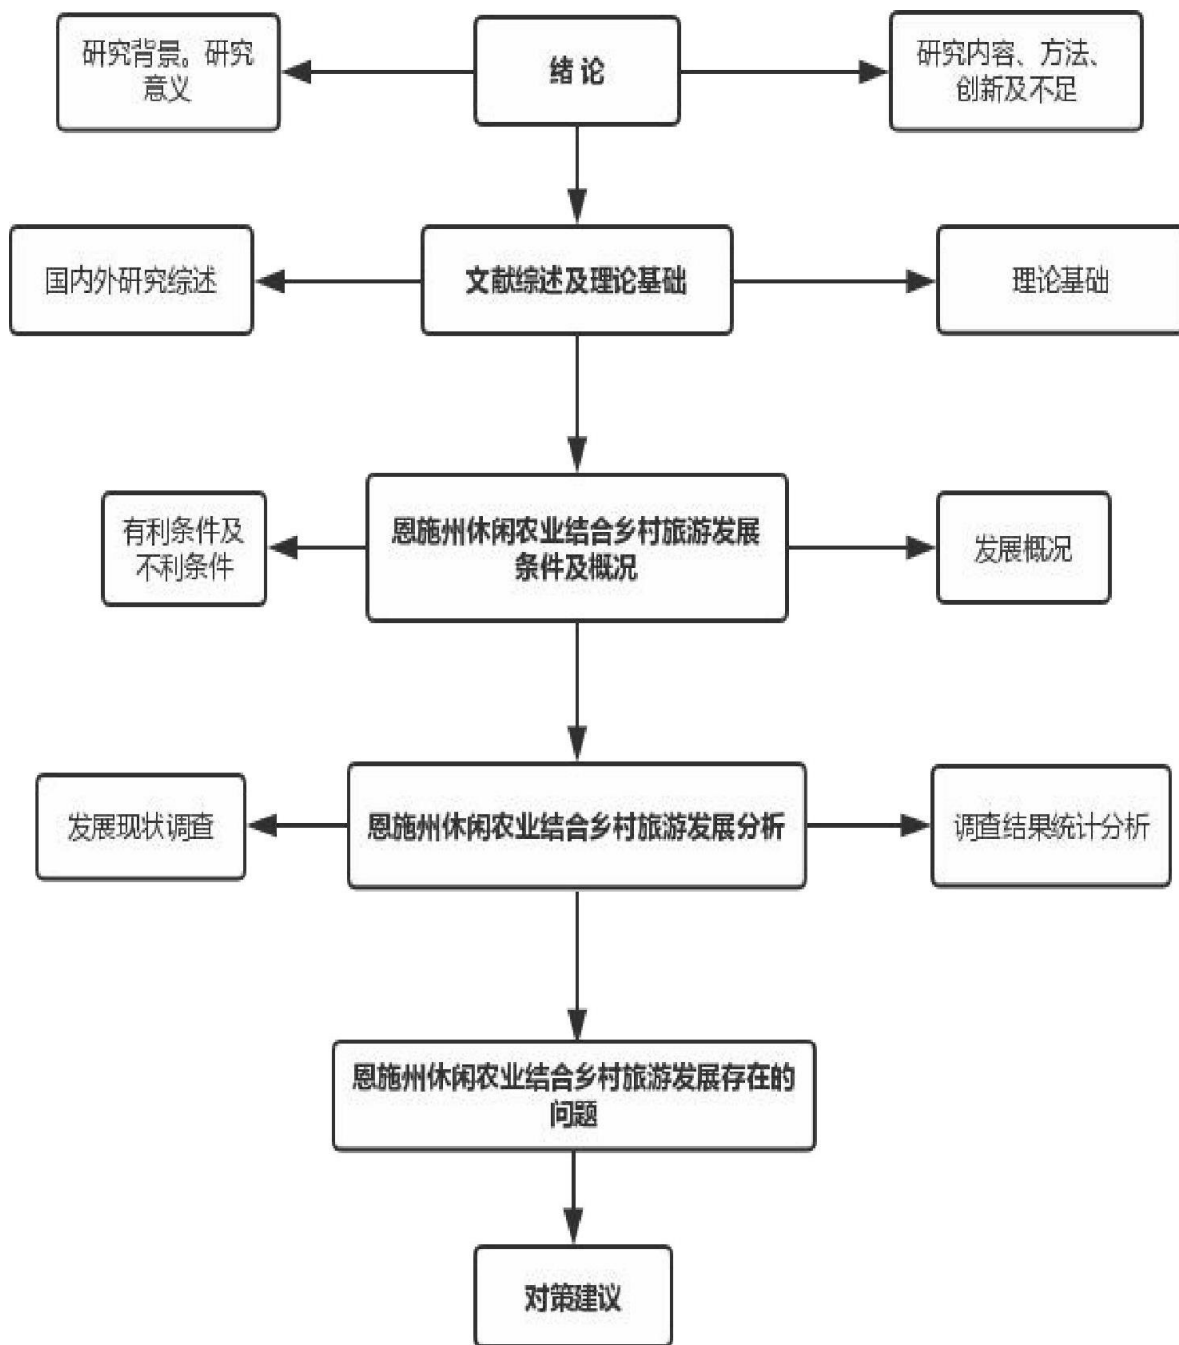 研究背景。研究
意义
绪 论
研究内容、方法、
创新及不足
国内外研究综述
文献综述及理论基础
理论基础
有利条件及
不利条件
恩施州休闲农业结合乡村旅游发展
条件及概况
发展概况
发展现状调查
恩施州休闲农业结合乡村旅游发展分析
调查结果统计分析
恩施州休闲农业结合乡村旅游发展存在的
问题
对策建议